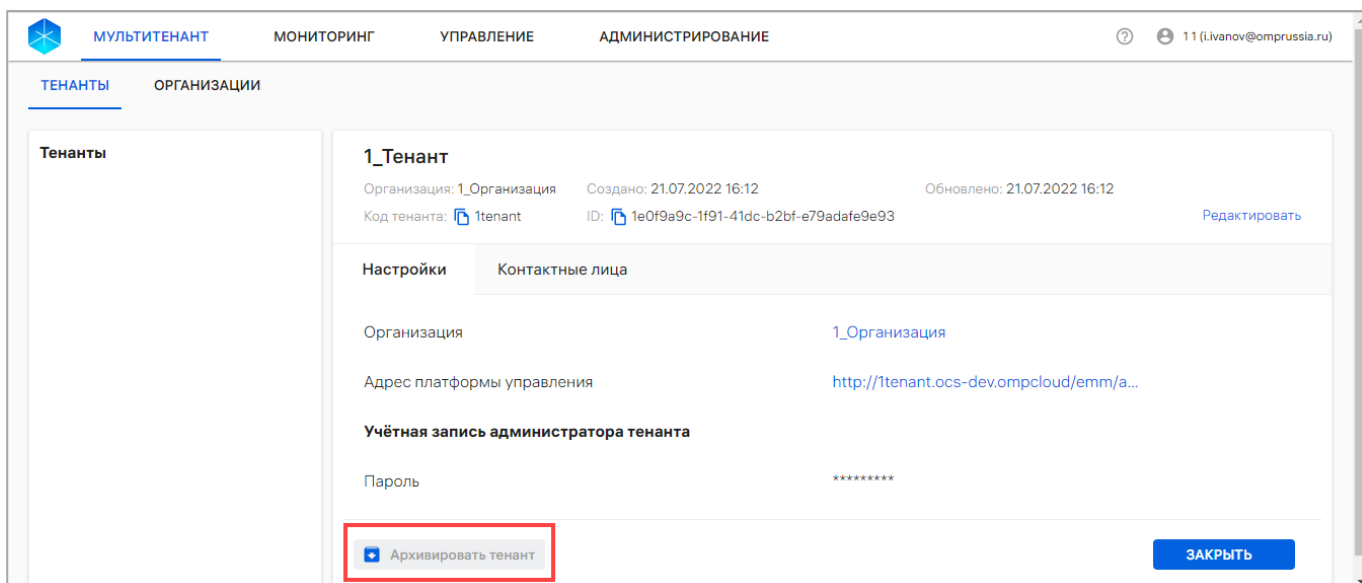 МУЛЬТИТЕНАНТ МОНИТОРИНГ УПРАВЛЕНИЕ АДМИНИСТРИРОВАНИЕ ? 11 (i.ivanov@omprussia.ru)
ТЕНАНТЫ ОРГАНИЗАЦИИ
Тенанты
1_Тенант
Организация: 1_Организация Создано: 21.07.2022 16:12 Обновлено: 21.07.2022 16:12
Код тенанта: 1tenant ID: 1e0f9a9c-1f91-41dc-b2bf-e79adafe9e93 Редактировать
Настройки Контактные лица
Организация 1_Организация
Адрес платформы управления http://1tenant.ocs-dev.ompcloud/emm/a...
Учётная запись администратора тенанта
Пароль *********
Архивировать тенант ЗАКРЫТЬ